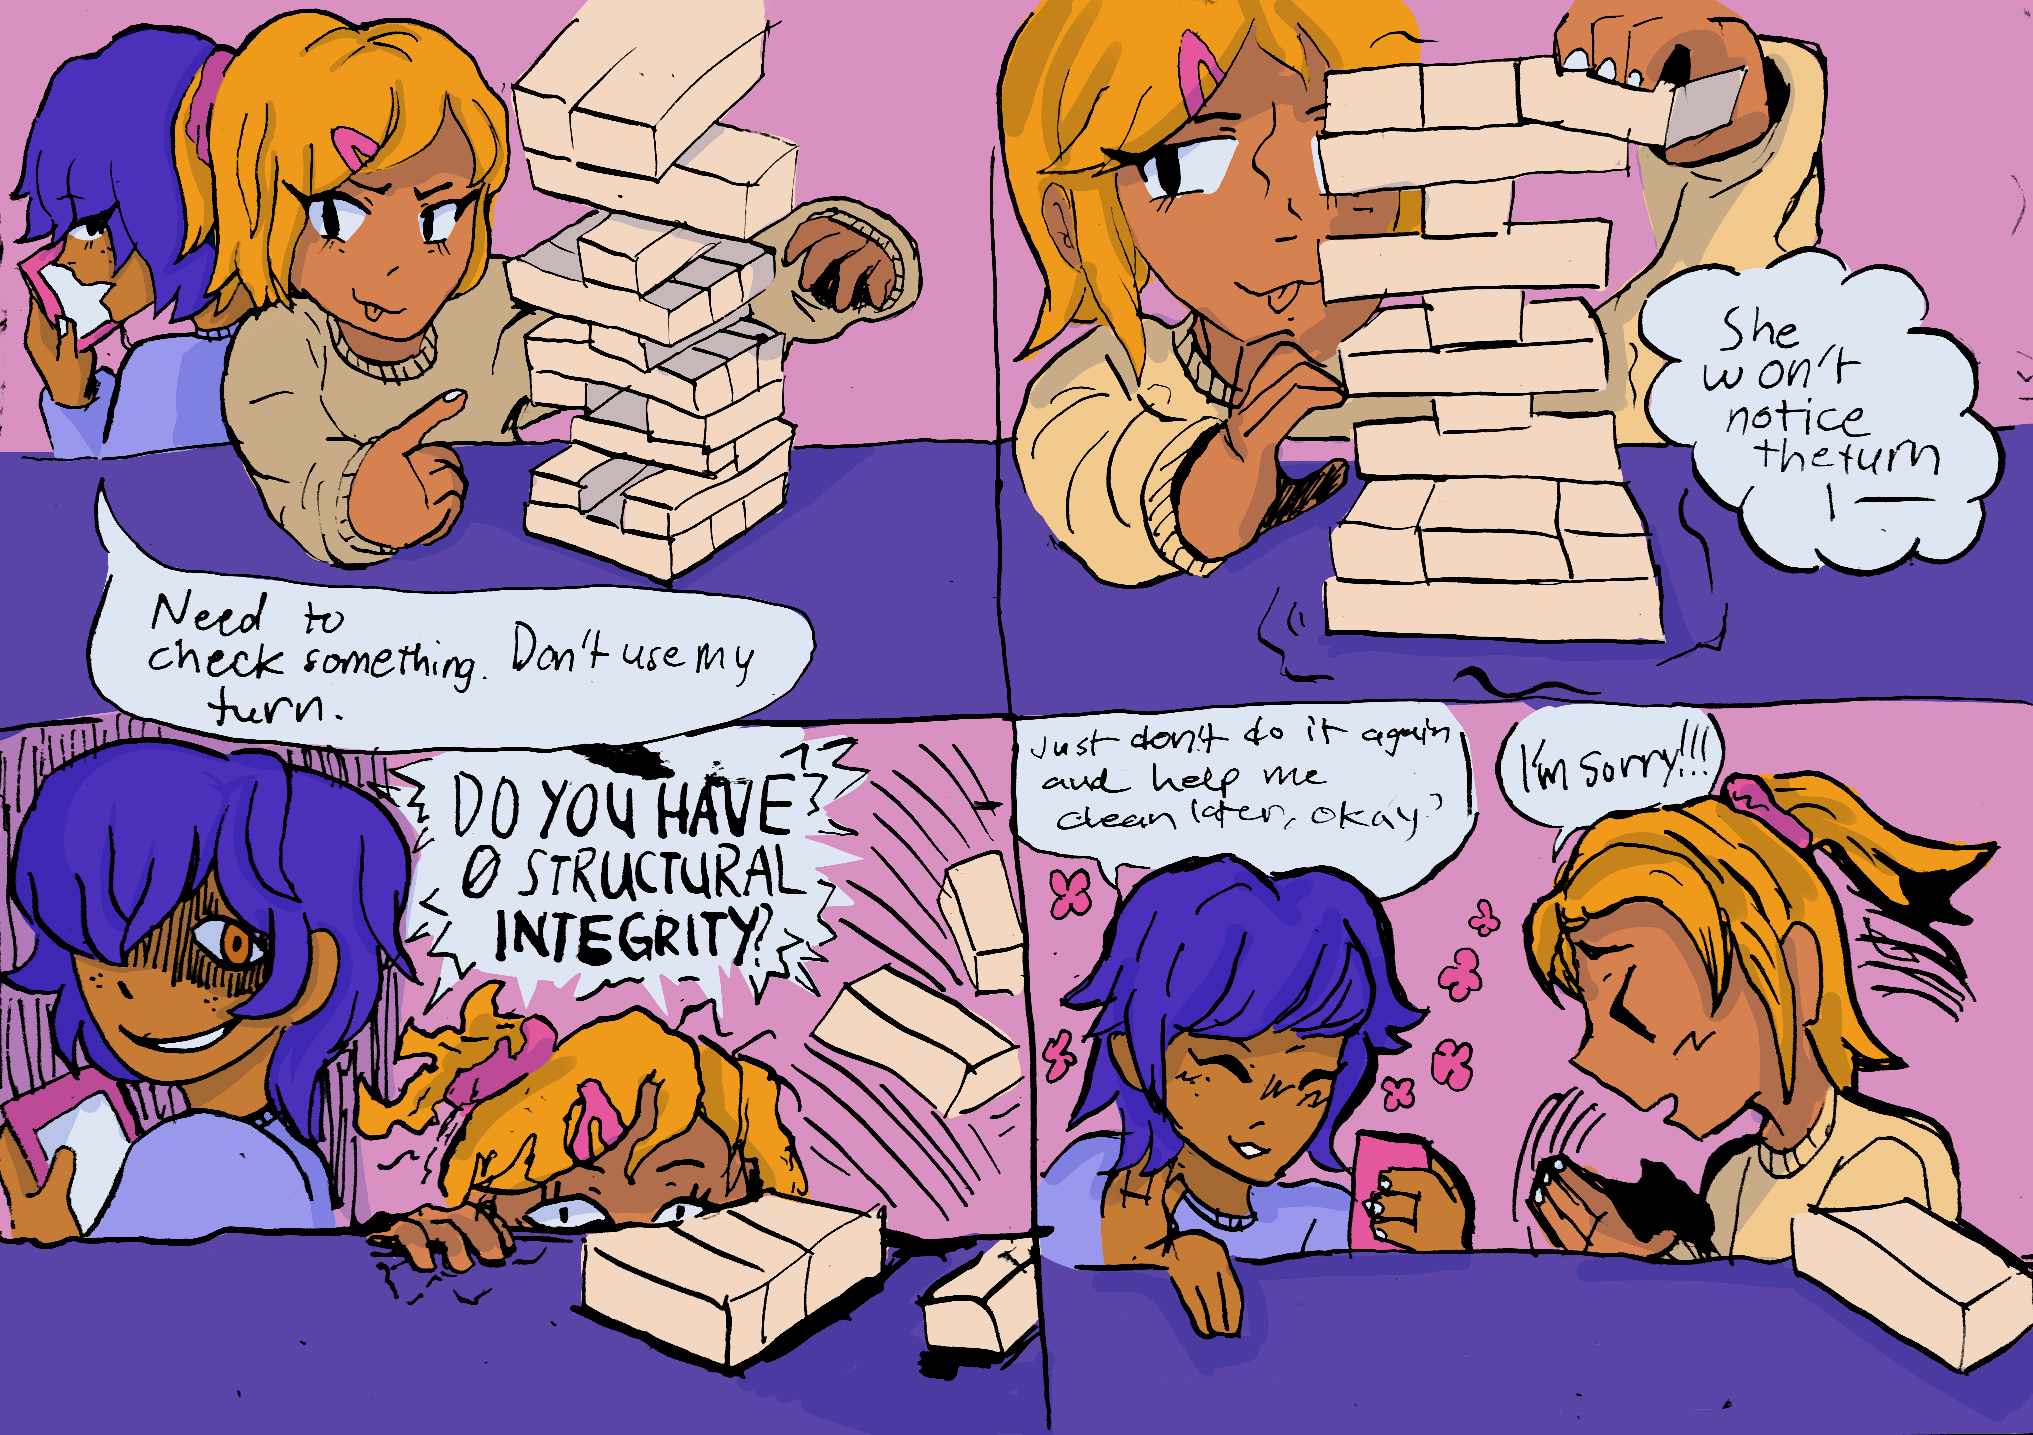 Need to
check something. Don't use my
turn.
She
won't
notice
the turn
I —
DO YOU HAVE
0 STRUCTURAL
INTEGRITY?
Just don't do it again
and help me
clean later, okay?
I'm sorry!!!